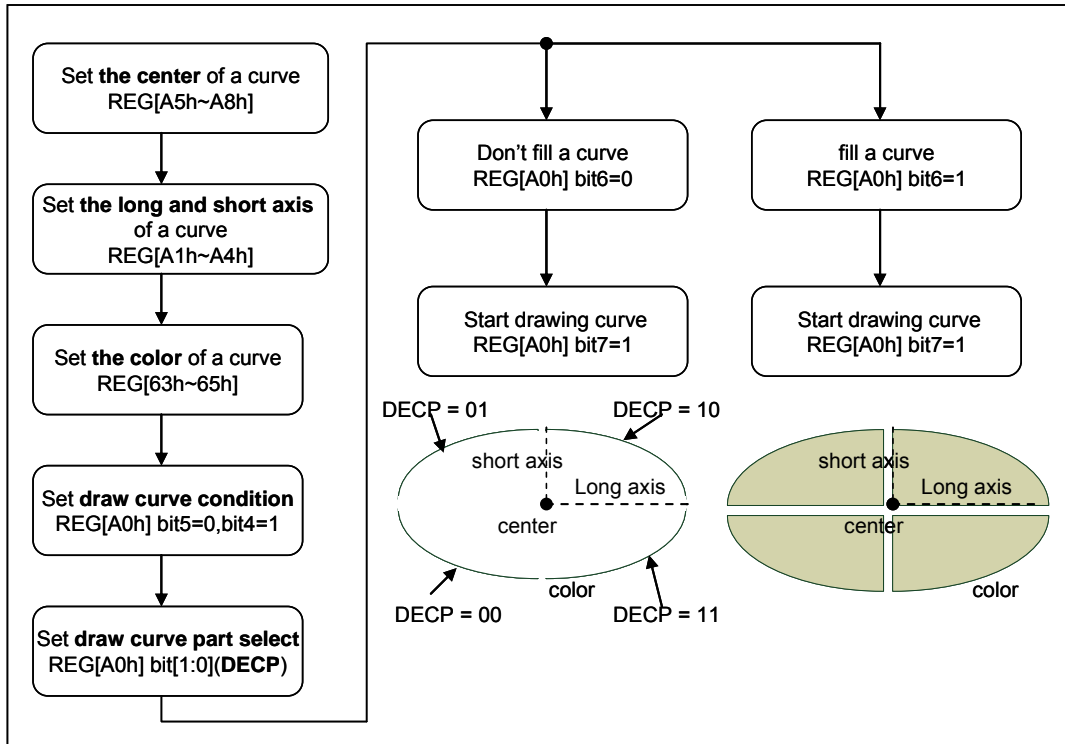 Set the center of a curve
REG[A5h~A8h]
Set the long and short axis
of a curve
REG[A1h~A4h]
Set the color of a curve
REG[63h~65h]
Set draw curve condition
REG[A0h] bit5=0,bit4=1
Set draw curve part select
REG[A0h] bit[1:0](DECP)
Don’t fill a curve
REG[A0h] bit6=0
Start drawing curve
REG[A0h] bit7=1
fill a curve
REG[A0h] bit6=1
Start drawing curve
REG[A0h] bit7=1
DECP = 01
DECP = 10
short axis
Long axis
center
color
DECP = 00
DECP = 11
short axis
Long axis
center
color